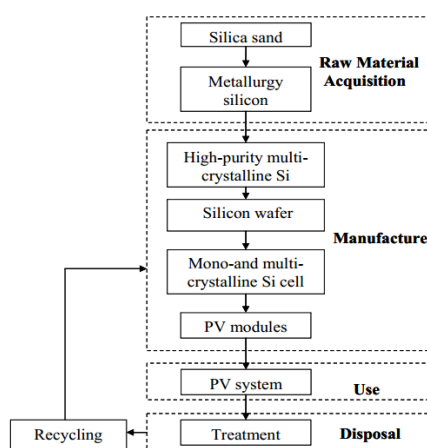 Silica sand
Raw Material
Acquisition
Metallurgy
silicon
High-purity multi-
crystalline Si
Silicon wafer
Manufacture
Mono-and multi-
crystalline Si cell
PV modules
PV system
Use
Recycling
Treatment
Disposal